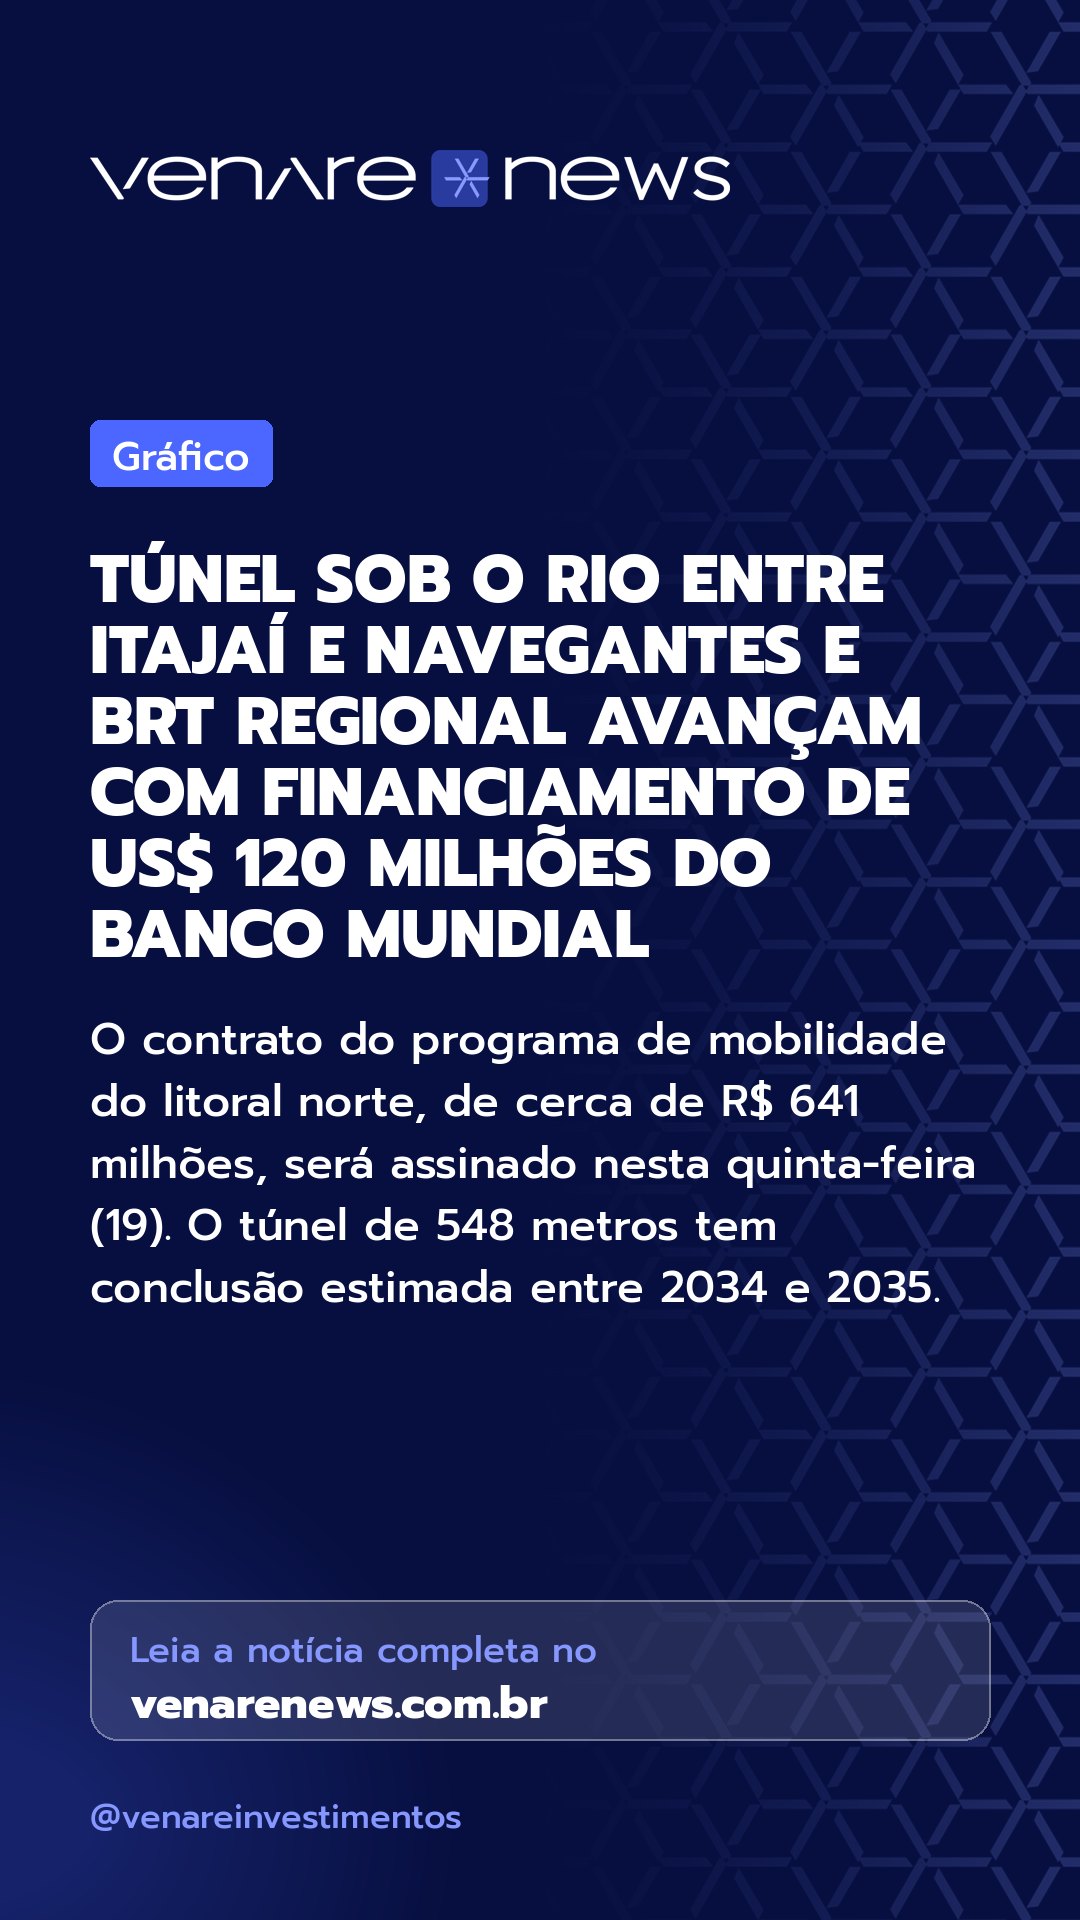 venare news
Gráfico
TÚNEL SOB O RIO ENTRE
ITAJAÍ E NAVEGANTES E
BRT REGIONAL AVANÇAM
COM FINANCIAMENTO DE
US$ 120 MILHÕES DO
BANCO MUNDIAL
O contrato do programa de mobilidade
do litoral norte, de cerca de R$ 641
milhões, será assinado nesta quinta-feira
(19). O túnel de 548 metros tem
conclusão estimada entre 2034 e 2035.
Leia a notícia completa no
venarenews.com.br
@venareinvestimentos